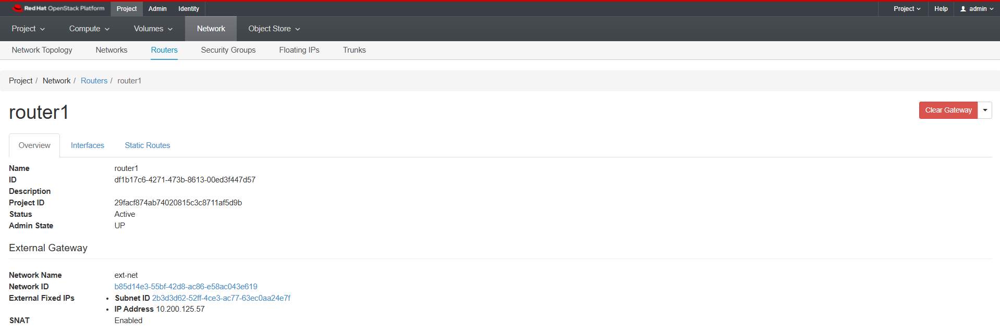 Red Hat OpenStack Platform Project Admin Identity Project Help admin
Project Compute Volumes Network Object Store
Network Topology Networks Routers Security Groups Floating IPs Trunks
Project / Network / Routers / router1
router1
Clear Gateway
Overview Interfaces Static Routes
Name router1
ID df1b17c6-4271-473b-8613-00ed3f447d57
Description
Project ID 29facf874ab74020815c3c8711af5d9b
Status Active
Admin State UP
External Gateway
Network Name ext-net
Network ID b85d14e3-55bf-42d8-ac86-e58ac043e619
External Fixed IPs • Subnet ID 2b3d3d62-52ff-4ce3-ac77-63ec0aa24e7f
• IP Address 10.200.125.57
SNAT Enabled